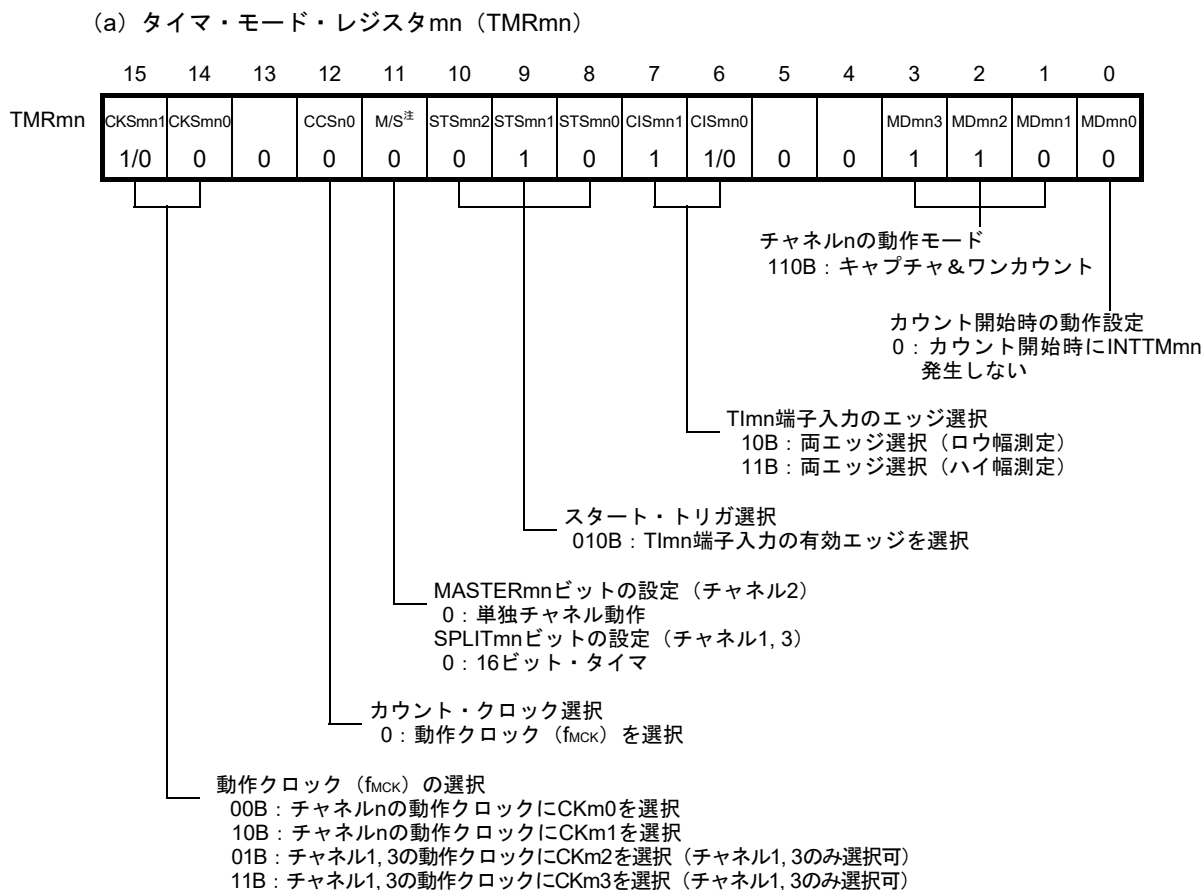 （a）タイマ・モード・レジスタmn（TMRmn）
15 14 13 12 11 10 9 8 7 6 5 4 3 2 1 0
TMRmn CKSmn1 CKSmn0 CCSn0 M/S注 STSmn2 STSmn1 STSmn0 CISmn1 CISmn0 MDmn3 MDmn2 MDmn1 MDmn0
1/0 0 0 0 0 0 1 0 1 1/0 0 0 1 1 0 0
チャネルnの動作モード
110B：キャプチャ＆ワンカウント
カウント開始時の動作設定
0：カウント開始時にINTTMmn
発生しない
TImn端子入力のエッジ選択
10B：両エッジ選択（ロウ幅測定）
11B：両エッジ選択（ハイ幅測定）
スタート・トリガ選択
010B：TImn端子入力の有効エッジを選択
MASTERmnビットの設定（チャネル2）
0：単独チャネル動作
SPLITmnビットの設定（チャネル1, 3）
0：16ビット・タイマ
カウント・クロック選択
0：動作クロック（fMCK）を選択
動作クロック（fMCK）の選択
00B：チャネルnの動作クロックにCKm0を選択
10B：チャネルnの動作クロックにCKm1を選択
01B：チャネル1, 3の動作クロックにCKm2を選択（チャネル1, 3のみ選択可）
11B：チャネル1, 3の動作クロックにCKm3を選択（チャネル1, 3のみ選択可）